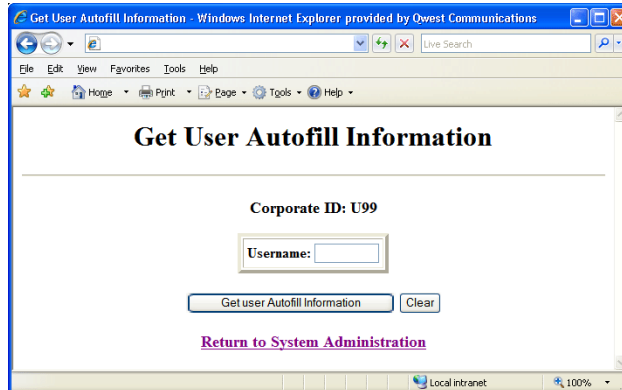 Get User Autofill Information - Windows Internet Explorer provided by Qwest Communications
Live Search
File Edit View Favorites Tools Help
Home Print Page Tools Help
Get User Autofill Information
Corporate ID: U99
Username:
Get user Autofill Information Clear
Return to System Administration
Local intranet 100%